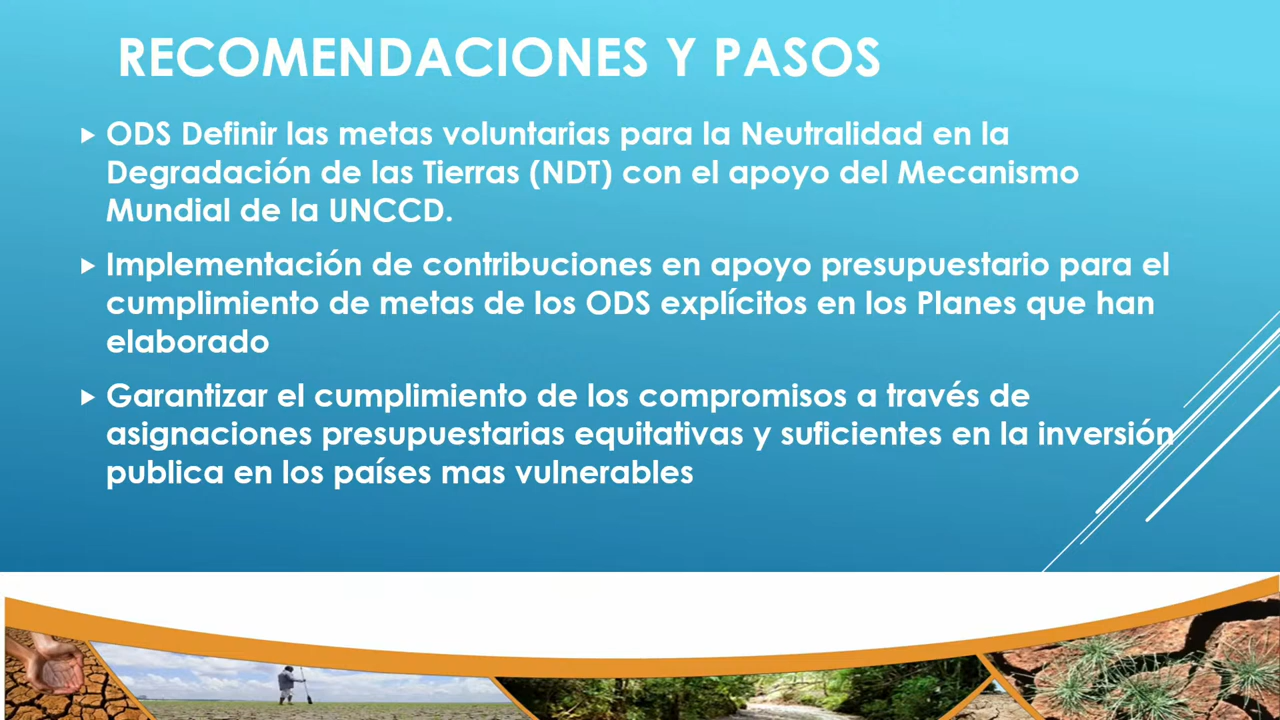 RECOMENDACIONES Y PASOS
ODS Definir las metas voluntarias para la Neutralidad en la
Degradación de las Tierras (NDT) con el apoyo del Mecanismo
Mundial de la UNCCD.
Implementación de contribuciones en apoyo presupuestario para el
cumplimiento de metas de los ODS explícitos en los Planes que han
elaborado
Garantizar el cumplimiento de los compromisos a través de
asignaciones presupuestarias equitativas y suficientes en la inversión
publica en los países mas vulnerables